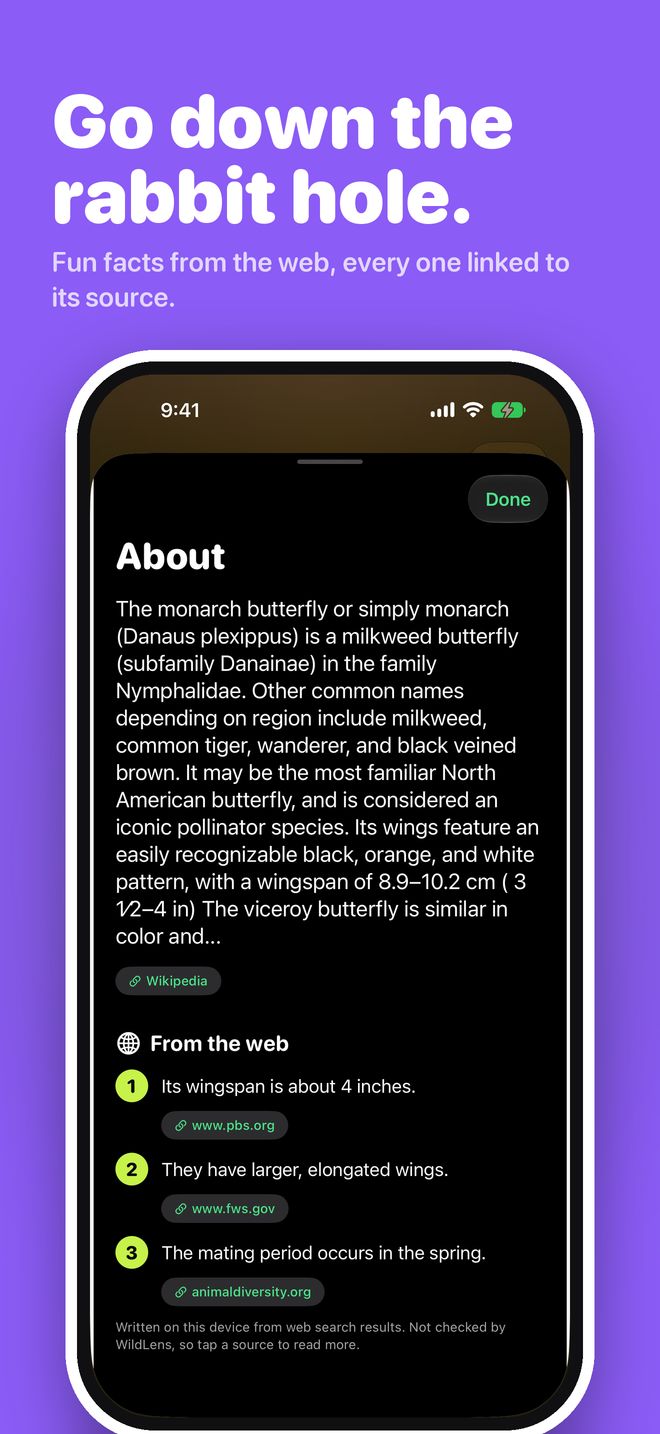 Go down the
rabbit hole.
Fun facts from the web, every one linked to
its source.
9:41
Done
About
The monarch butterfly or simply monarch
(Danaus plexippus) is a milkweed butterfly
(subfamily Danainae) in the family
Nymphalidae. Other common names
depending on region include milkweed,
common tiger, wanderer, and black veined
brown. It may be the most familiar North
American butterfly, and is considered an
iconic pollinator species. Its wings feature an
easily recognizable black, orange, and white
pattern, with a wingspan of 8.9–10.2 cm ( 3
1⁄2–4 in) The viceroy butterfly is similar in
color and...
Wikipedia
From the web
1 Its wingspan is about 4 inches.
www.pbs.org
2 They have larger, elongated wings.
www.fws.gov
3 The mating period occurs in the spring.
animaldiversity.org
Written on this device from web search results. Not checked by
WildLens, so tap a source to read more.